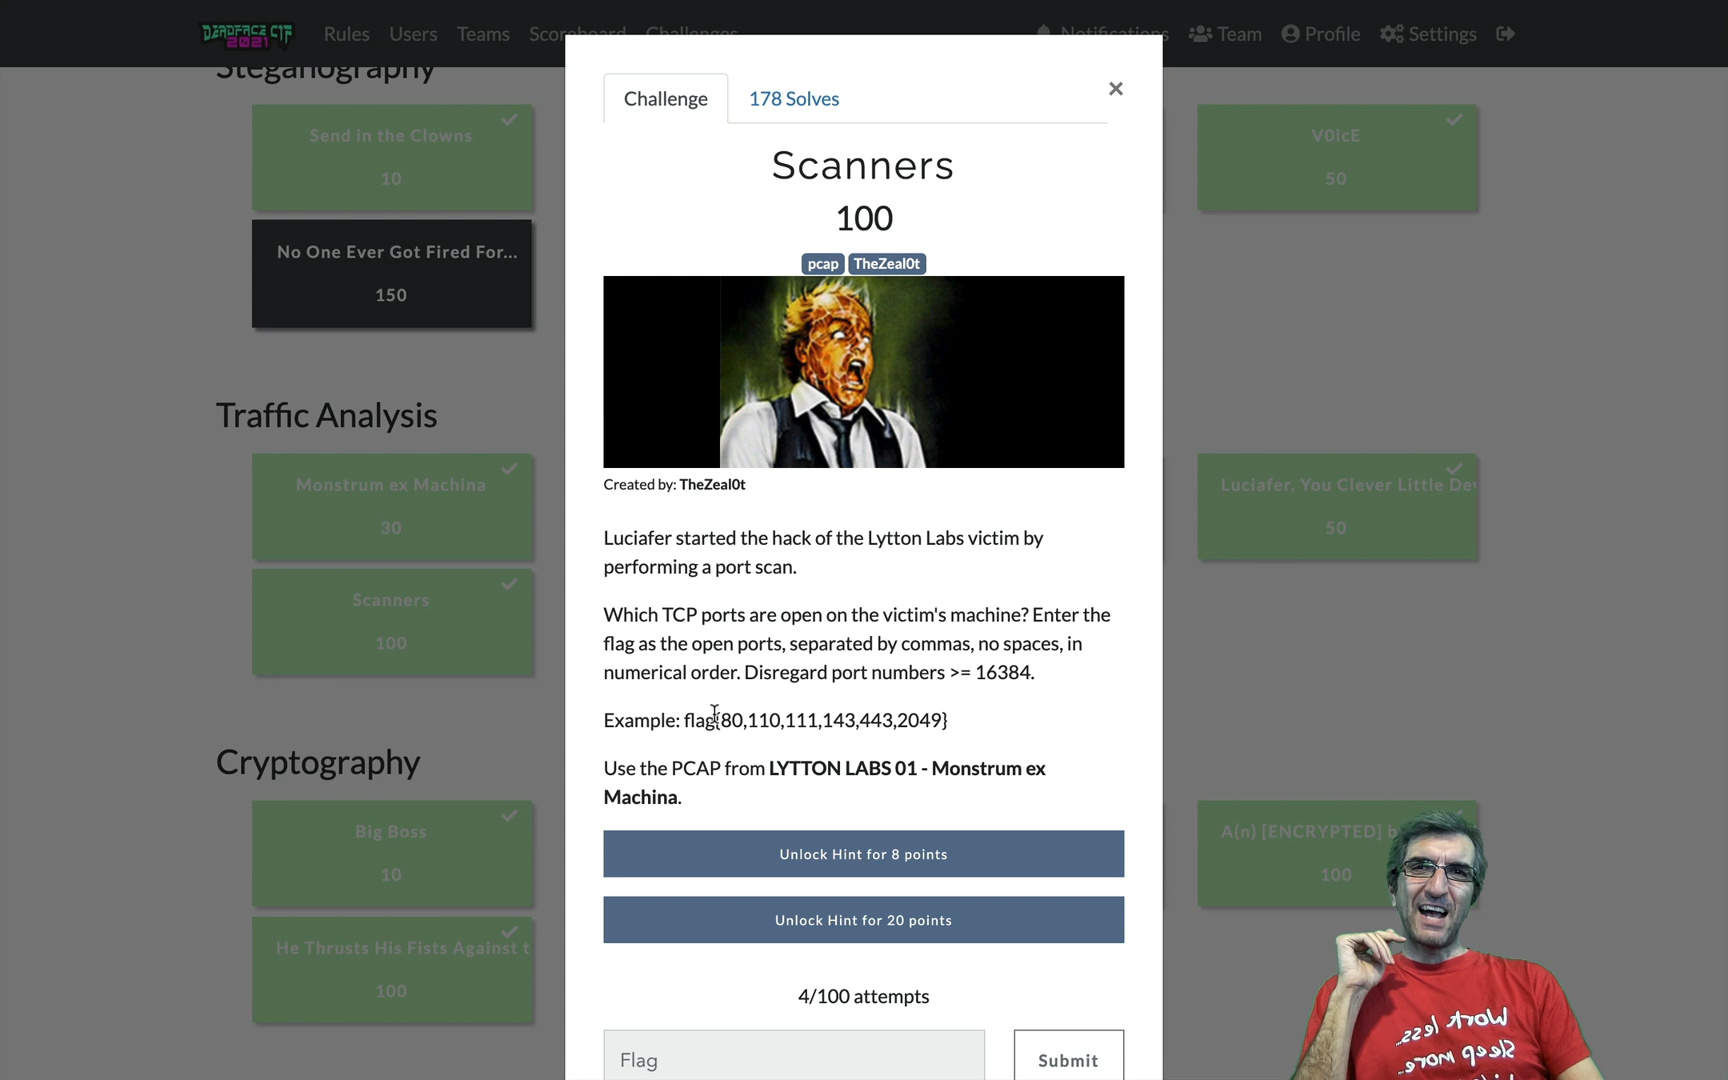 DEADFACE CTF
2021
Rules
Users
Teams
Scoreboard
Challenges
Notifications
Team
Profile
Settings
Steganography
Send in the Clowns
10
V0icE
50
No One Ever Got Fired For...
150
Traffic Analysis
Monstrum ex Machina
30
Luciafer, You Clever Little De
50
Scanners
100
Cryptography
Big Boss
10
A(n) [ENCRYPTED]
100
He Thrusts His Fists Against t
100
Challenge
178 Solves
×
Scanners
100
pcap
TheZeal0t
Created by: TheZeal0t
Luciafer started the hack of the Lytton Labs victim by
performing a port scan.
Which TCP ports are open on the victim's machine? Enter the
flag as the open ports, separated by commas, no spaces, in
numerical order. Disregard port numbers >= 16384.
Example: flag{80,110,111,143,443,2049}
Use the PCAP from LYTTON LABS 01 - Monstrum ex
Machina.
Unlock Hint for 8 points
Unlock Hint for 20 points
4/100 attempts
Flag
Submit
Work less...
Sleep more...